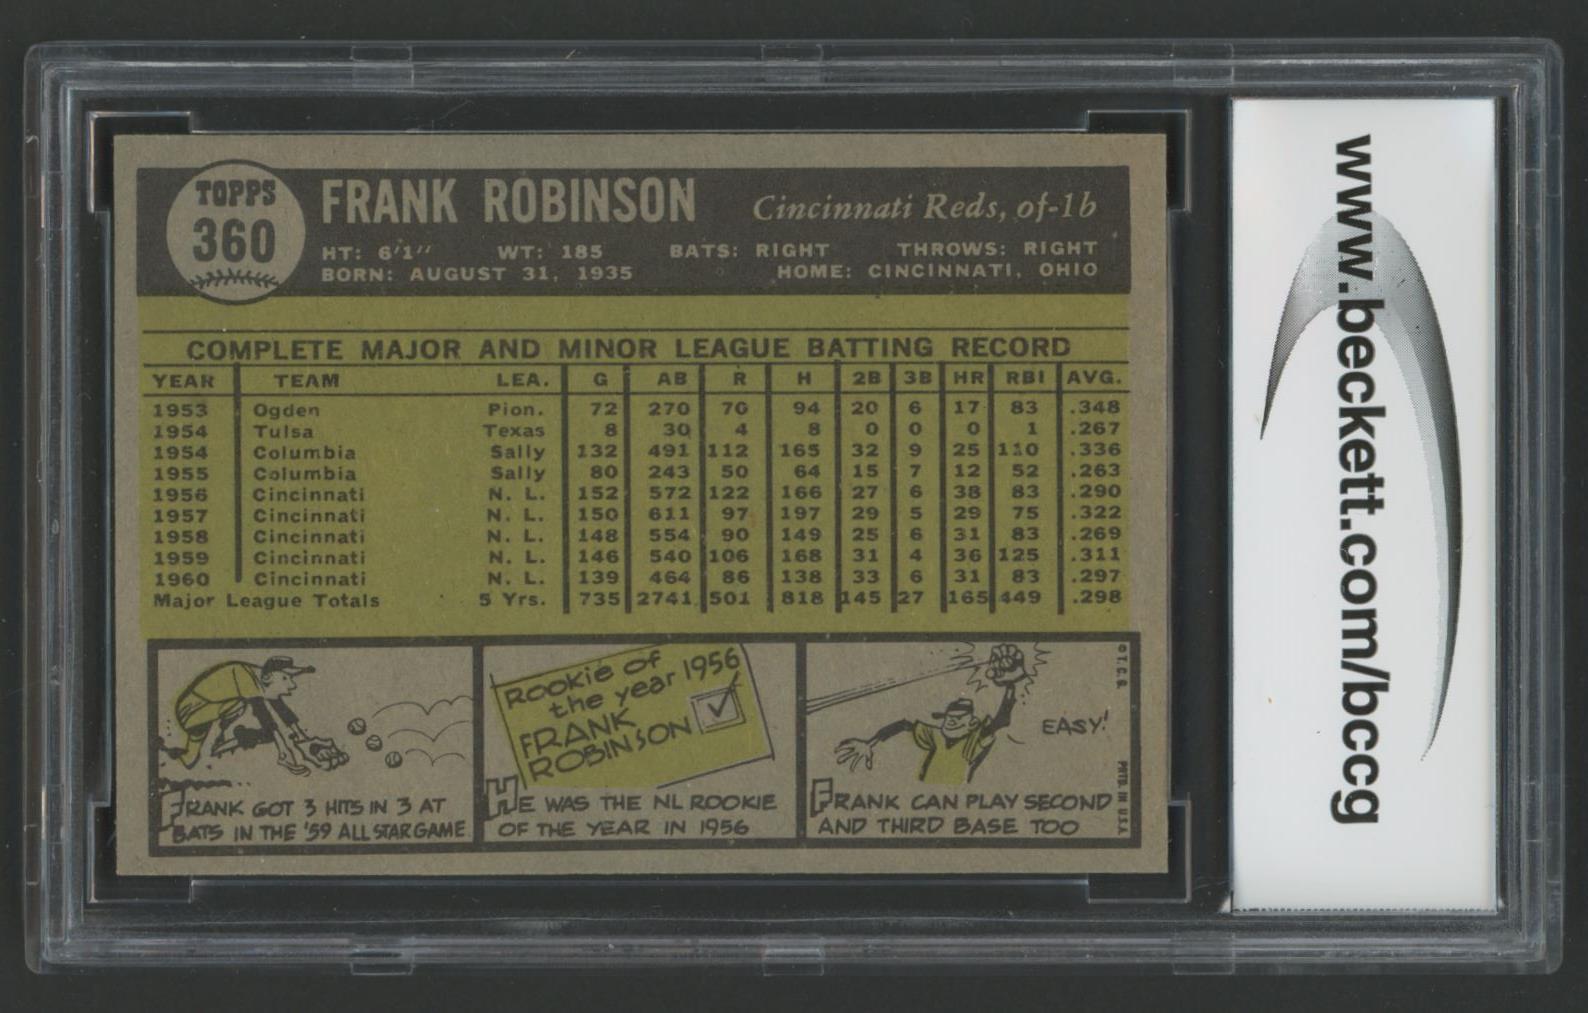 TOPPS
360
FRANK ROBINSON
Cincinnati Reds, of-1b
HT: 6'1" WT: 185 BATS: RIGHT THROWS: RIGHT
BORN: AUGUST 31, 1935 HOME: CINCINNATI, OHIO
COMPLETE MAJOR AND MINOR LEAGUE BATTING RECORD
YEAR TEAM LEA. G AB R H 2B 3B HR RBI AVG.
1953 Ogden Pion. 72 270 70 94 20 6 17 83 .348
1954 Tulsa Texas 8 30 4 8 0 0 0 1 .267
1954 Columbia Sally 132 491 112 165 32 9 25 110 .336
1955 Columbia Sally 80 243 50 64 15 7 12 52 .263
1956 Cincinnati N. L. 152 572 122 166 27 6 38 83 .290
1957 Cincinnati N. L. 150 611 97 197 29 5 29 75 .322
1958 Cincinnati N. L. 148 554 90 149 25 6 31 83 .269
1959 Cincinnati N. L. 146 540 106 168 31 4 36 125 .311
1960 Cincinnati N. L. 139 464 86 138 33 6 31 83 .297
Major League Totals 5 Yrs. 735 2741 501 818 145 27 165 449 .298
FRANK GOT 3 HITS IN 3 AT
BATS IN THE '59 ALL STAR GAME
ROOKIE OF
the year 1956
FRANK
ROBINSON
HE WAS THE NL ROOKIE
OF THE YEAR IN 1956
EASY!
FRANK CAN PLAY SECOND
AND THIRD BASE TOO
© T. C. G.
PRTD. IN U.S.A.
www.beckett.com/bccg